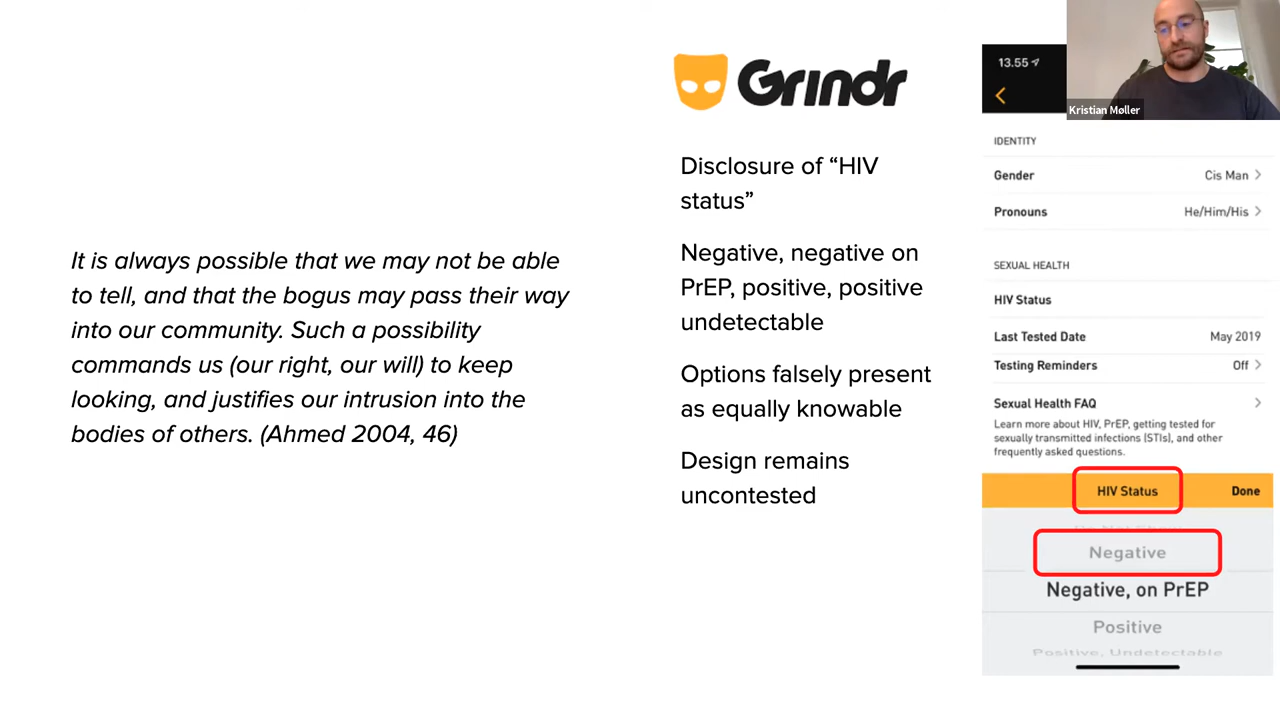 It is always possible that we may not be able
to tell, and that the bogus may pass their way
into our community. Such a possibility
commands us (our right, our will) to keep
looking, and justifies our intrusion into the
bodies of others. (Ahmed 2004, 46)
Grindr
Disclosure of “HIV
status”
Negative, negative on
PrEP, positive, positive
undetectable
Options falsely present
as equally knowable
Design remains
uncontested
13.55
Kristian Møller
IDENTITY
Gender Cis Man
Pronouns He/Him/His
SEXUAL HEALTH
HIV Status
Last Tested Date May 2019
Testing Reminders Off
Sexual Health FAQ
Learn more about HIV, PrEP, getting tested for
sexually transmitted infections (STIs), and other
frequently asked questions.
HIV Status Done
Negative
Negative, on PrEP
Positive
Positive, Undetectable